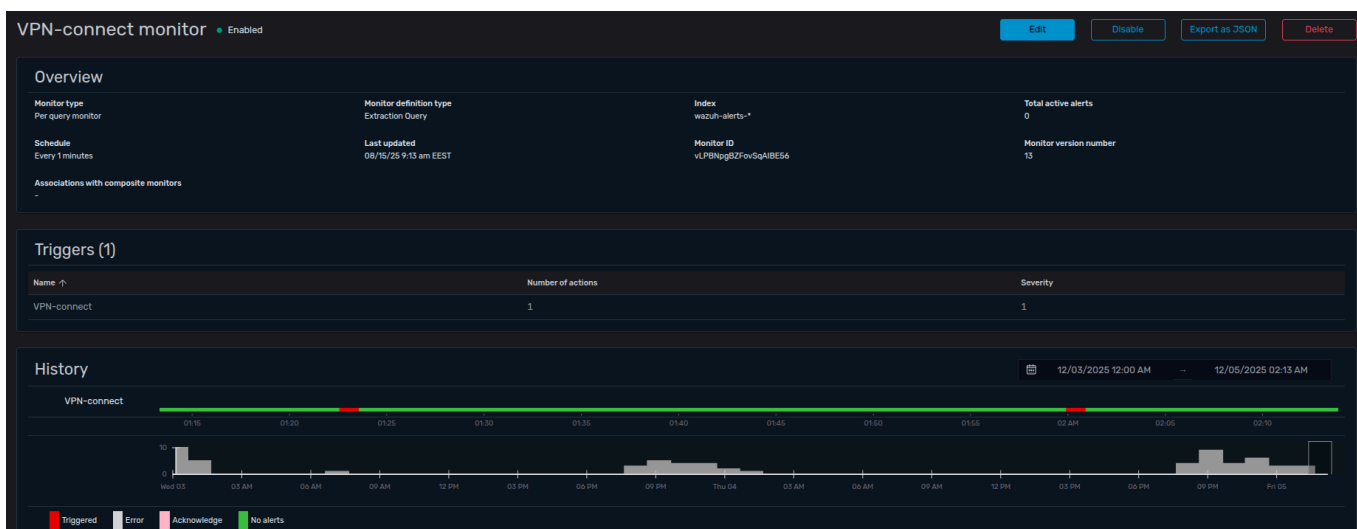 VPN-connect monitor • Enabled Edit Disable Export as JSON Delete
Overview
Monitor type Monitor definition type Index Total active alerts
Per query monitor Extraction Query wazuh-alerts-* 0
Schedule Last updated Monitor ID Monitor version number
Every 1 minutes 08/15/25 9:13 am EEST vLPBNpgBZFovSqAIBE56 13
Associations with composite monitors
-
Triggers (1)
Name ↑ Number of actions Severity
VPN-connect 1 1
History 12/03/2025 12:00 AM → 12/05/2025 02:13 AM
VPN-connect
01:15 01:20 01:25 01:30 01:35 01:40 01:45 01:50 01:55 02 AM 02:05 02:10
10
0
Wed 03 03 AM 06 AM 09 AM 12 PM 03 PM 06 PM 09 PM Thu 04 03 AM 06 AM 09 AM 12 PM 03 PM 06 PM 09 PM Fri 05
Triggered Error Acknowledge No alerts